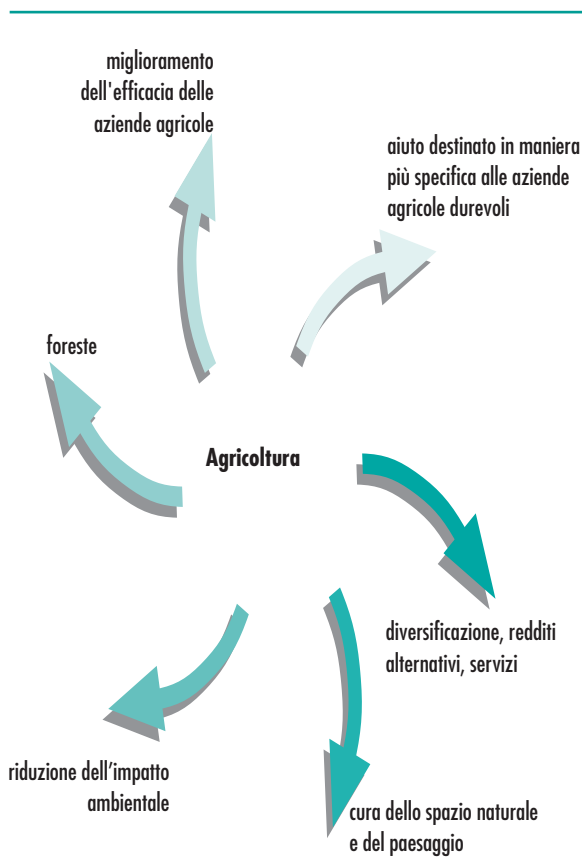 miglioramento
dell'efficacia delle
aziende agricole
aiuto destinato in maniera
più specifica alle aziende
agricole durevoli
foreste
Agricoltura
diversificazione, redditi
alternativi, servizi
riduzione dell’impatto
ambientale
cura dello spazio naturale
e del paesaggio